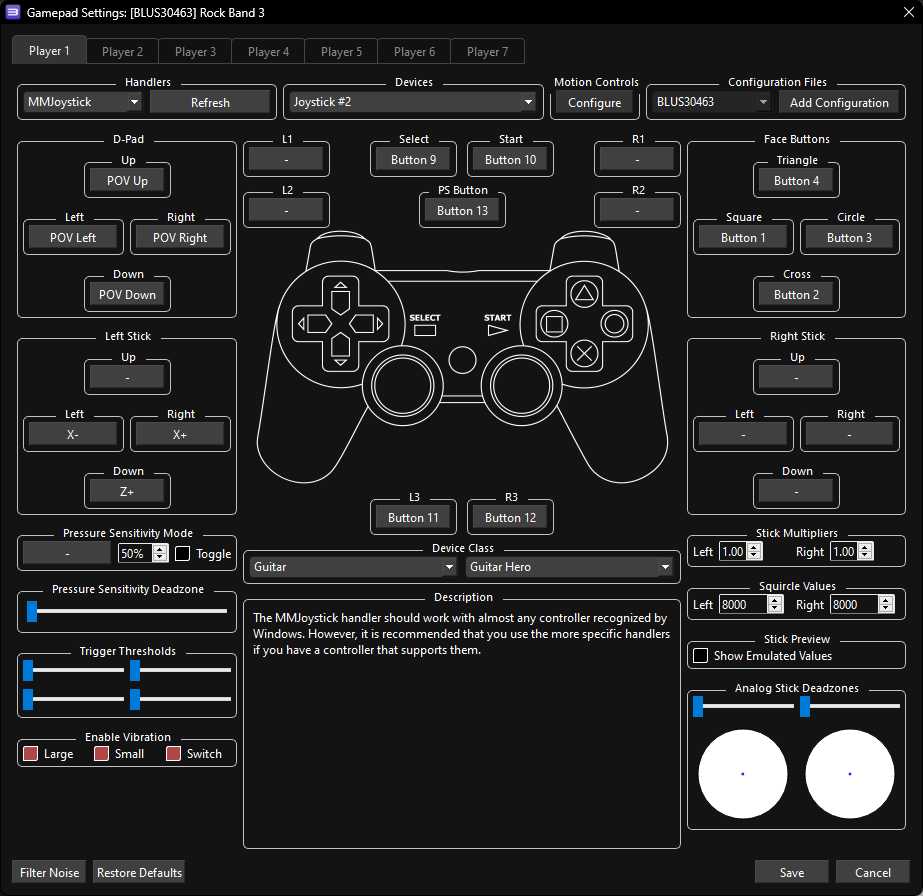 Gamepad Settings: [BLUS30463] Rock Band 3
Player 1 Player 2 Player 3 Player 4 Player 5 Player 6 Player 7
Handlers Devices Motion Controls Configuration Files
MMJoystick Refresh Joystick #2 Configure BLUS30463 Add Configuration
D-Pad L1 Select Start R1 Face Buttons
Up - Button 9 Button 10 - Triangle
POV Up L2 PS Button R2 Button 4
Left Right - Button 13 - Square Circle
POV Left POV Right Button 1 Button 3
Down Cross
POV Down Button 2
SELECT START
Left Stick Right Stick
Up Up
- -
Left Right Left Right
X- X+ - -
Down Down
Z+ -
L3 R3
Button 11 Button 12
Pressure Sensitivity Mode Stick Multipliers
- 50% Toggle Left 1.00 Right 1.00
Device Class
Guitar Guitar Hero
Pressure Sensitivity Deadzone Squircle Values
Left 8000 Right 8000
Description
The MMJoystick handler should work with almost any controller recognized by
Windows. However, it is recommended that you use the more specific handlers
if you have a controller that supports them.
Trigger Thresholds
Stick Preview
Show Emulated Values
Analog Stick Deadzones
Enable Vibration
Large Small Switch
Filter Noise Restore Defaults Save Cancel